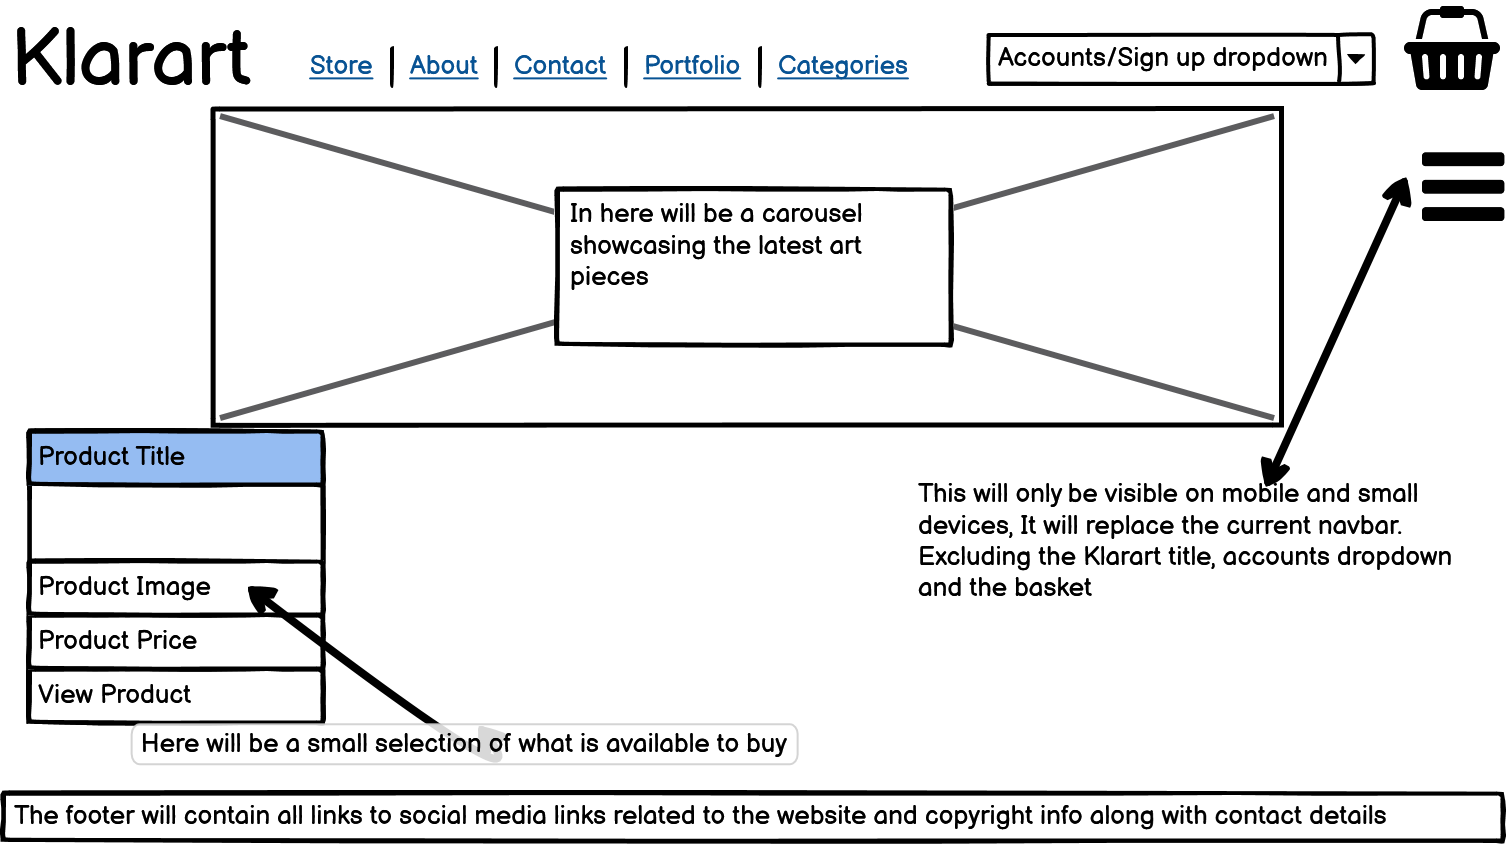 Klarart
Store | About | Contact | Portfolio | Categories
Accounts/Sign up dropdown
In here will be a carousel
showcasing the latest art
pieces
Product Title
Product Image
Product Price
View Product
This will only be visible on mobile and small
devices, It will replace the current navbar.
Excluding the Klarart title, accounts dropdown
and the basket
Here will be a small selection of what is available to buy
The footer will contain all links to social media links related to the website and copyright info along with contact details